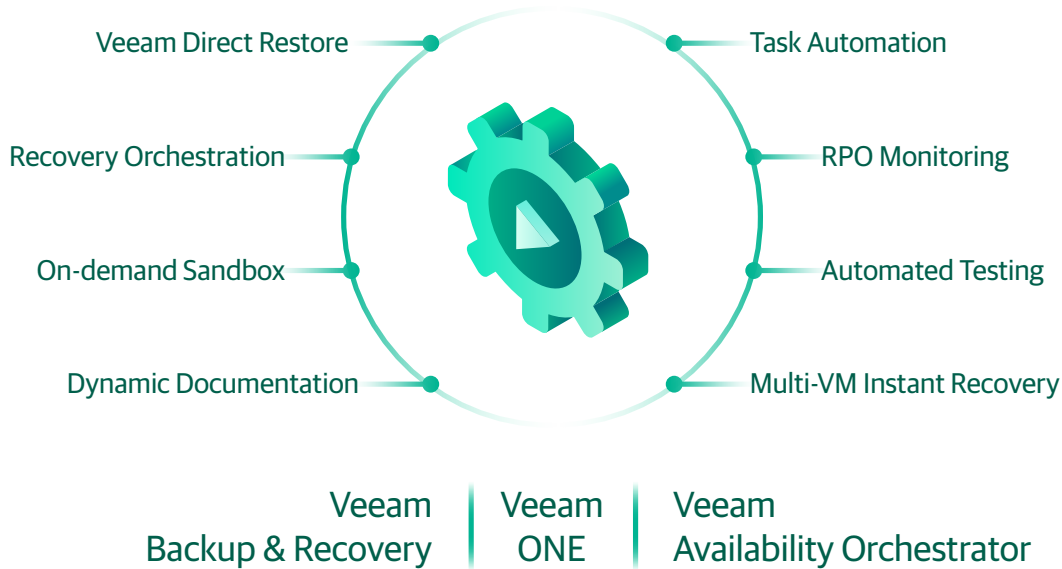 Veeam Direct Restore
Task Automation
Recovery Orchestration
RPO Monitoring
On-demand Sandbox
Automated Testing
Dynamic Documentation
Multi-VM Instant Recovery
Veeam
Backup & Recovery
Veeam
ONE
Veeam
Availability Orchestrator